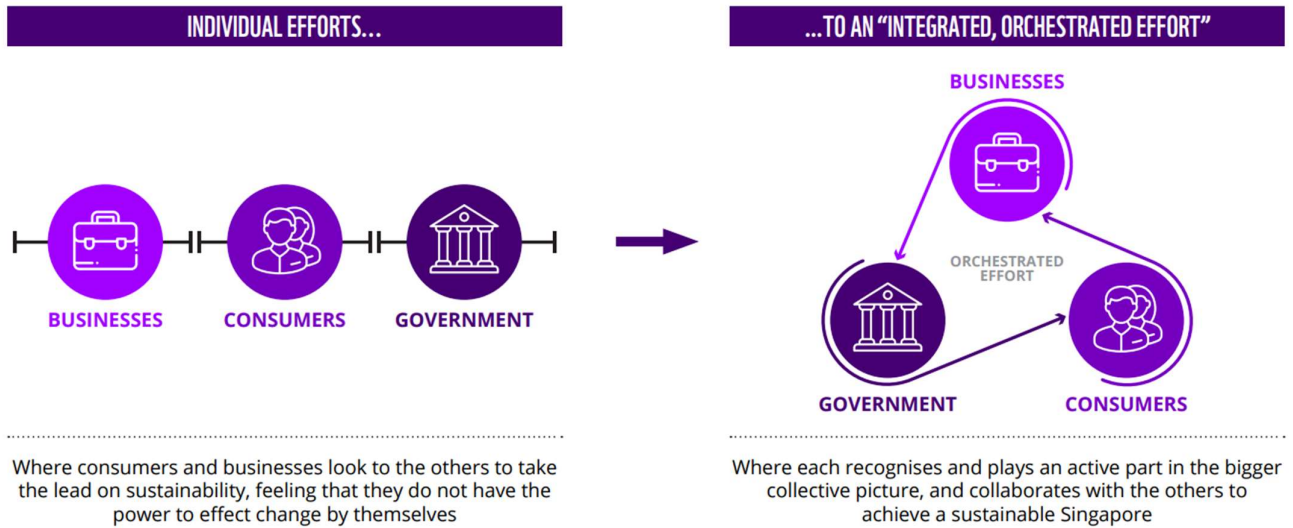 INDIVIDUAL EFFORTS...
BUSINESSES
CONSUMERS
GOVERNMENT
Where consumers and businesses look to the others to take
the lead on sustainability, feeling that they do not have the
power to effect change by themselves
...TO AN “INTEGRATED, ORCHESTRATED EFFORT”
BUSINESSES
ORCHESTRATED
EFFORT
GOVERNMENT
CONSUMERS
Where each recognises and plays an active part in the bigger
collective picture, and collaborates with the others to
achieve a sustainable Singapore